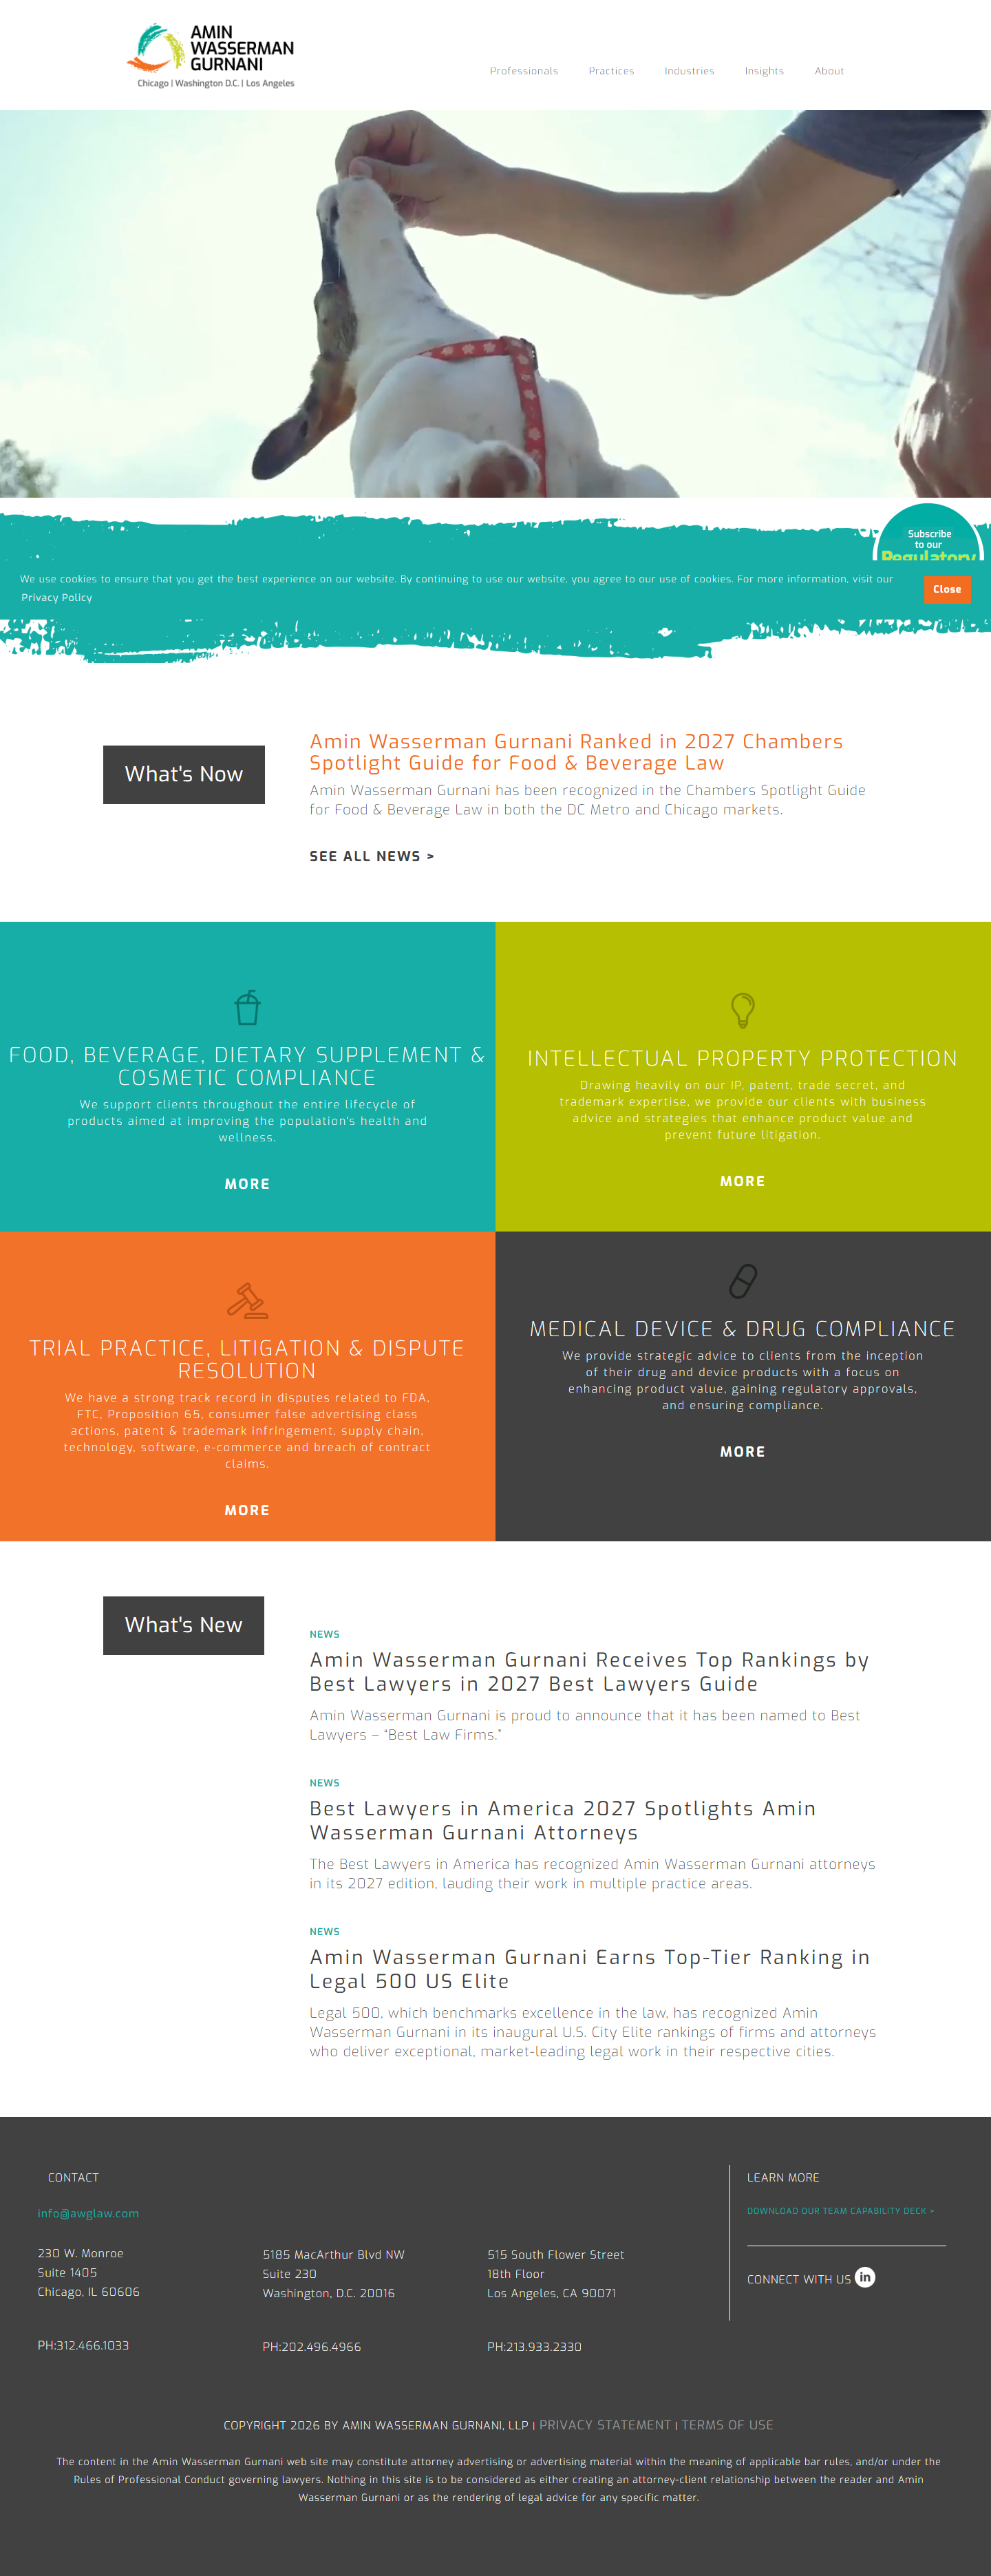 AMIN
WASSERMAN
GURNANI
Chicago | Washington D.C. | Los Angeles
Professionals
Practices
Industries
Insights
About
Subscribe
to our
Regulatory
We use cookies to ensure that you get the best experience on our website. By continuing to use our website, you agree to our use of cookies. For more information, visit our
Privacy Policy
Close
What's Now
Amin Wasserman Gurnani Ranked in 2027 Chambers
Spotlight Guide for Food & Beverage Law
Amin Wasserman Gurnani has been recognized in the Chambers Spotlight Guide
for Food & Beverage Law in both the DC Metro and Chicago markets.
SEE ALL NEWS >
FOOD, BEVERAGE, DIETARY SUPPLEMENT &
COSMETIC COMPLIANCE
We support clients throughout the entire lifecycle of
products aimed at improving the population's health and
wellness.
MORE
INTELLECTUAL PROPERTY PROTECTION
Drawing heavily on our IP, patent, trade secret, and
trademark expertise, we provide our clients with business
advice and strategies that enhance product value and
prevent future litigation.
MORE
TRIAL PRACTICE, LITIGATION & DISPUTE
RESOLUTION
We have a strong track record in disputes related to FDA,
FTC, Proposition 65, consumer false advertising class
actions, patent & trademark infringement, supply chain,
technology, software, e-commerce and breach of contract
claims.
MORE
MEDICAL DEVICE & DRUG COMPLIANCE
We provide strategic advice to clients from the inception
of their drug and device products with a focus on
enhancing product value, gaining regulatory approvals,
and ensuring compliance.
MORE
What's New
NEWS
Amin Wasserman Gurnani Receives Top Rankings by
Best Lawyers in 2027 Best Lawyers Guide
Amin Wasserman Gurnani is proud to announce that it has been named to Best
Lawyers – “Best Law Firms.”
NEWS
Best Lawyers in America 2027 Spotlights Amin
Wasserman Gurnani Attorneys
The Best Lawyers in America has recognized Amin Wasserman Gurnani attorneys
in its 2027 edition, lauding their work in multiple practice areas.
NEWS
Amin Wasserman Gurnani Earns Top-Tier Ranking in
Legal 500 US Elite
Legal 500, which benchmarks excellence in the law, has recognized Amin
Wasserman Gurnani in its inaugural U.S. City Elite rankings of firms and attorneys
who deliver exceptional, market-leading legal work in their respective cities.
CONTACT
info@awglaw.com
230 W. Monroe
Suite 1405
Chicago, IL 60606
PH:312.466.1033
5185 MacArthur Blvd NW
Suite 230
Washington, D.C. 20016
PH:202.496.4966
515 South Flower Street
18th Floor
Los Angeles, CA 90071
PH:213.933.2330
LEARN MORE
DOWNLOAD OUR TEAM CAPABILITY DECK >
CONNECT WITH US in
COPYRIGHT 2026 BY AMIN WASSERMAN GURNANI, LLP | PRIVACY STATEMENT | TERMS OF USE
The content in the Amin Wasserman Gurnani web site may constitute attorney advertising or advertising material within the meaning of applicable bar rules, and/or under the
Rules of Professional Conduct governing lawyers. Nothing in this site is to be considered as either creating an attorney-client relationship between the reader and Amin
Wasserman Gurnani or as the rendering of legal advice for any specific matter.